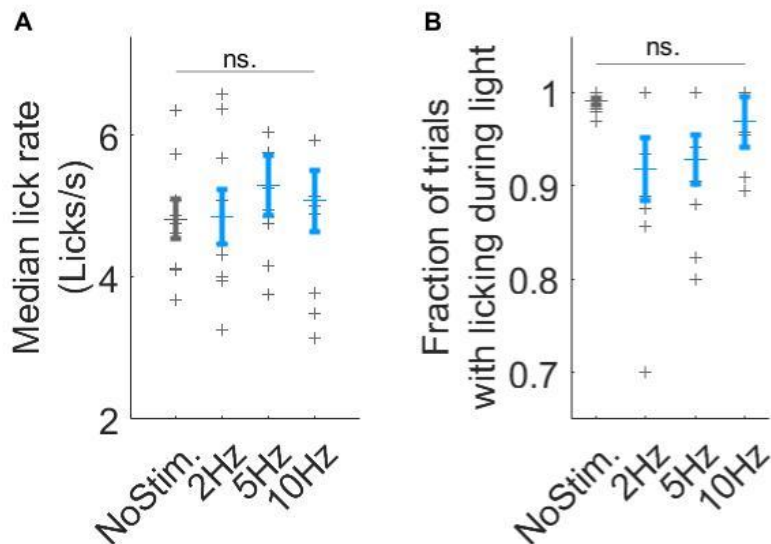 A
ns.
Median lick rate
(Licks/s)
6
4
2
NoStim.
2Hz
5Hz
10Hz
B
ns.
Fraction of trials
with licking during light
1
0.9
0.8
0.7
NoStim.
2Hz
5Hz
10Hz